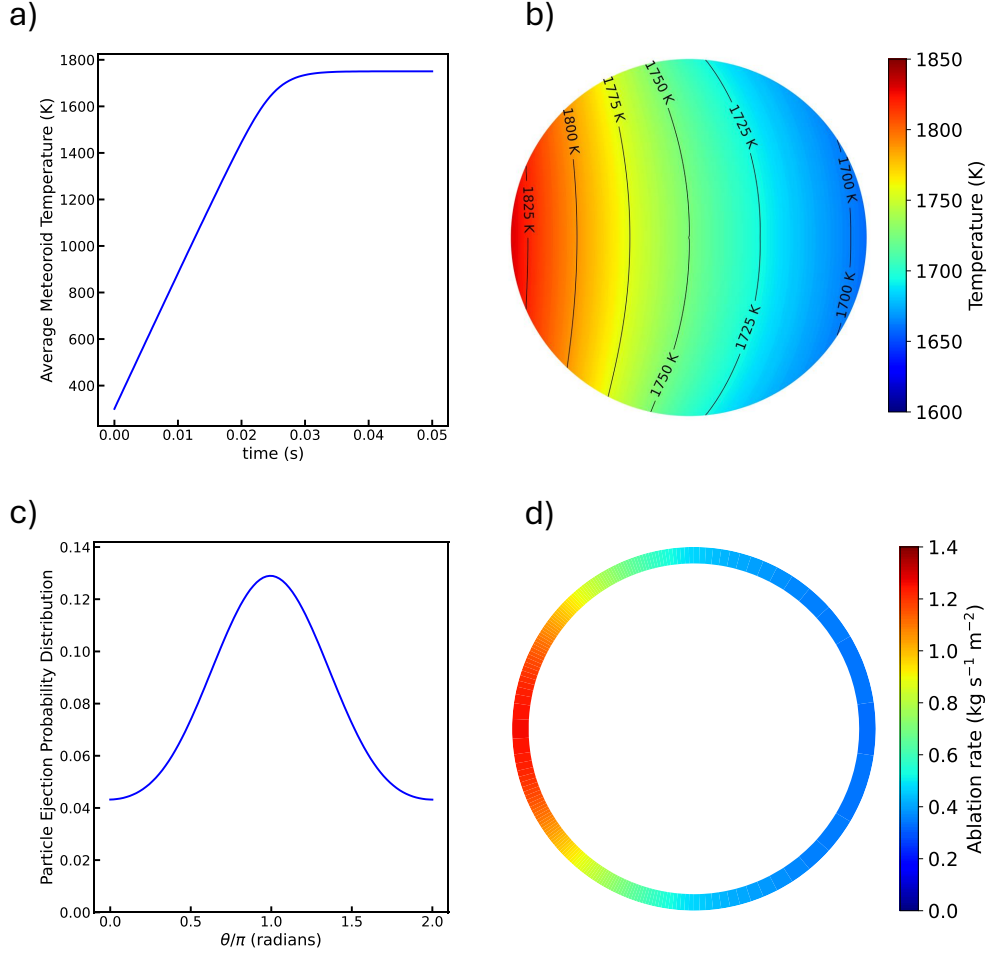 a)
1800
1600
1400
1200
1000
800
600
400
Average Meteoroid Temperature (K)
0.00 0.01 0.02 0.03 0.04 0.05
time (s)
b)
1825 K
1800 K
1775 K
1750 K
1750 K
1725 K
1725 K
1700 K
1700 K
1850
1800
1750
1700
1650
1600
Temperature (K)
c)
0.14
0.12
0.10
0.08
0.06
0.04
0.02
0.00
Particle Ejection Probability Distribution
0.0 0.5 1.0 1.5 2.0
θ/π (radians)
d)
1.4
1.2
1.0
0.8
0.6
0.4
0.2
0.0
Ablation rate (kg s⁻¹ m⁻²)